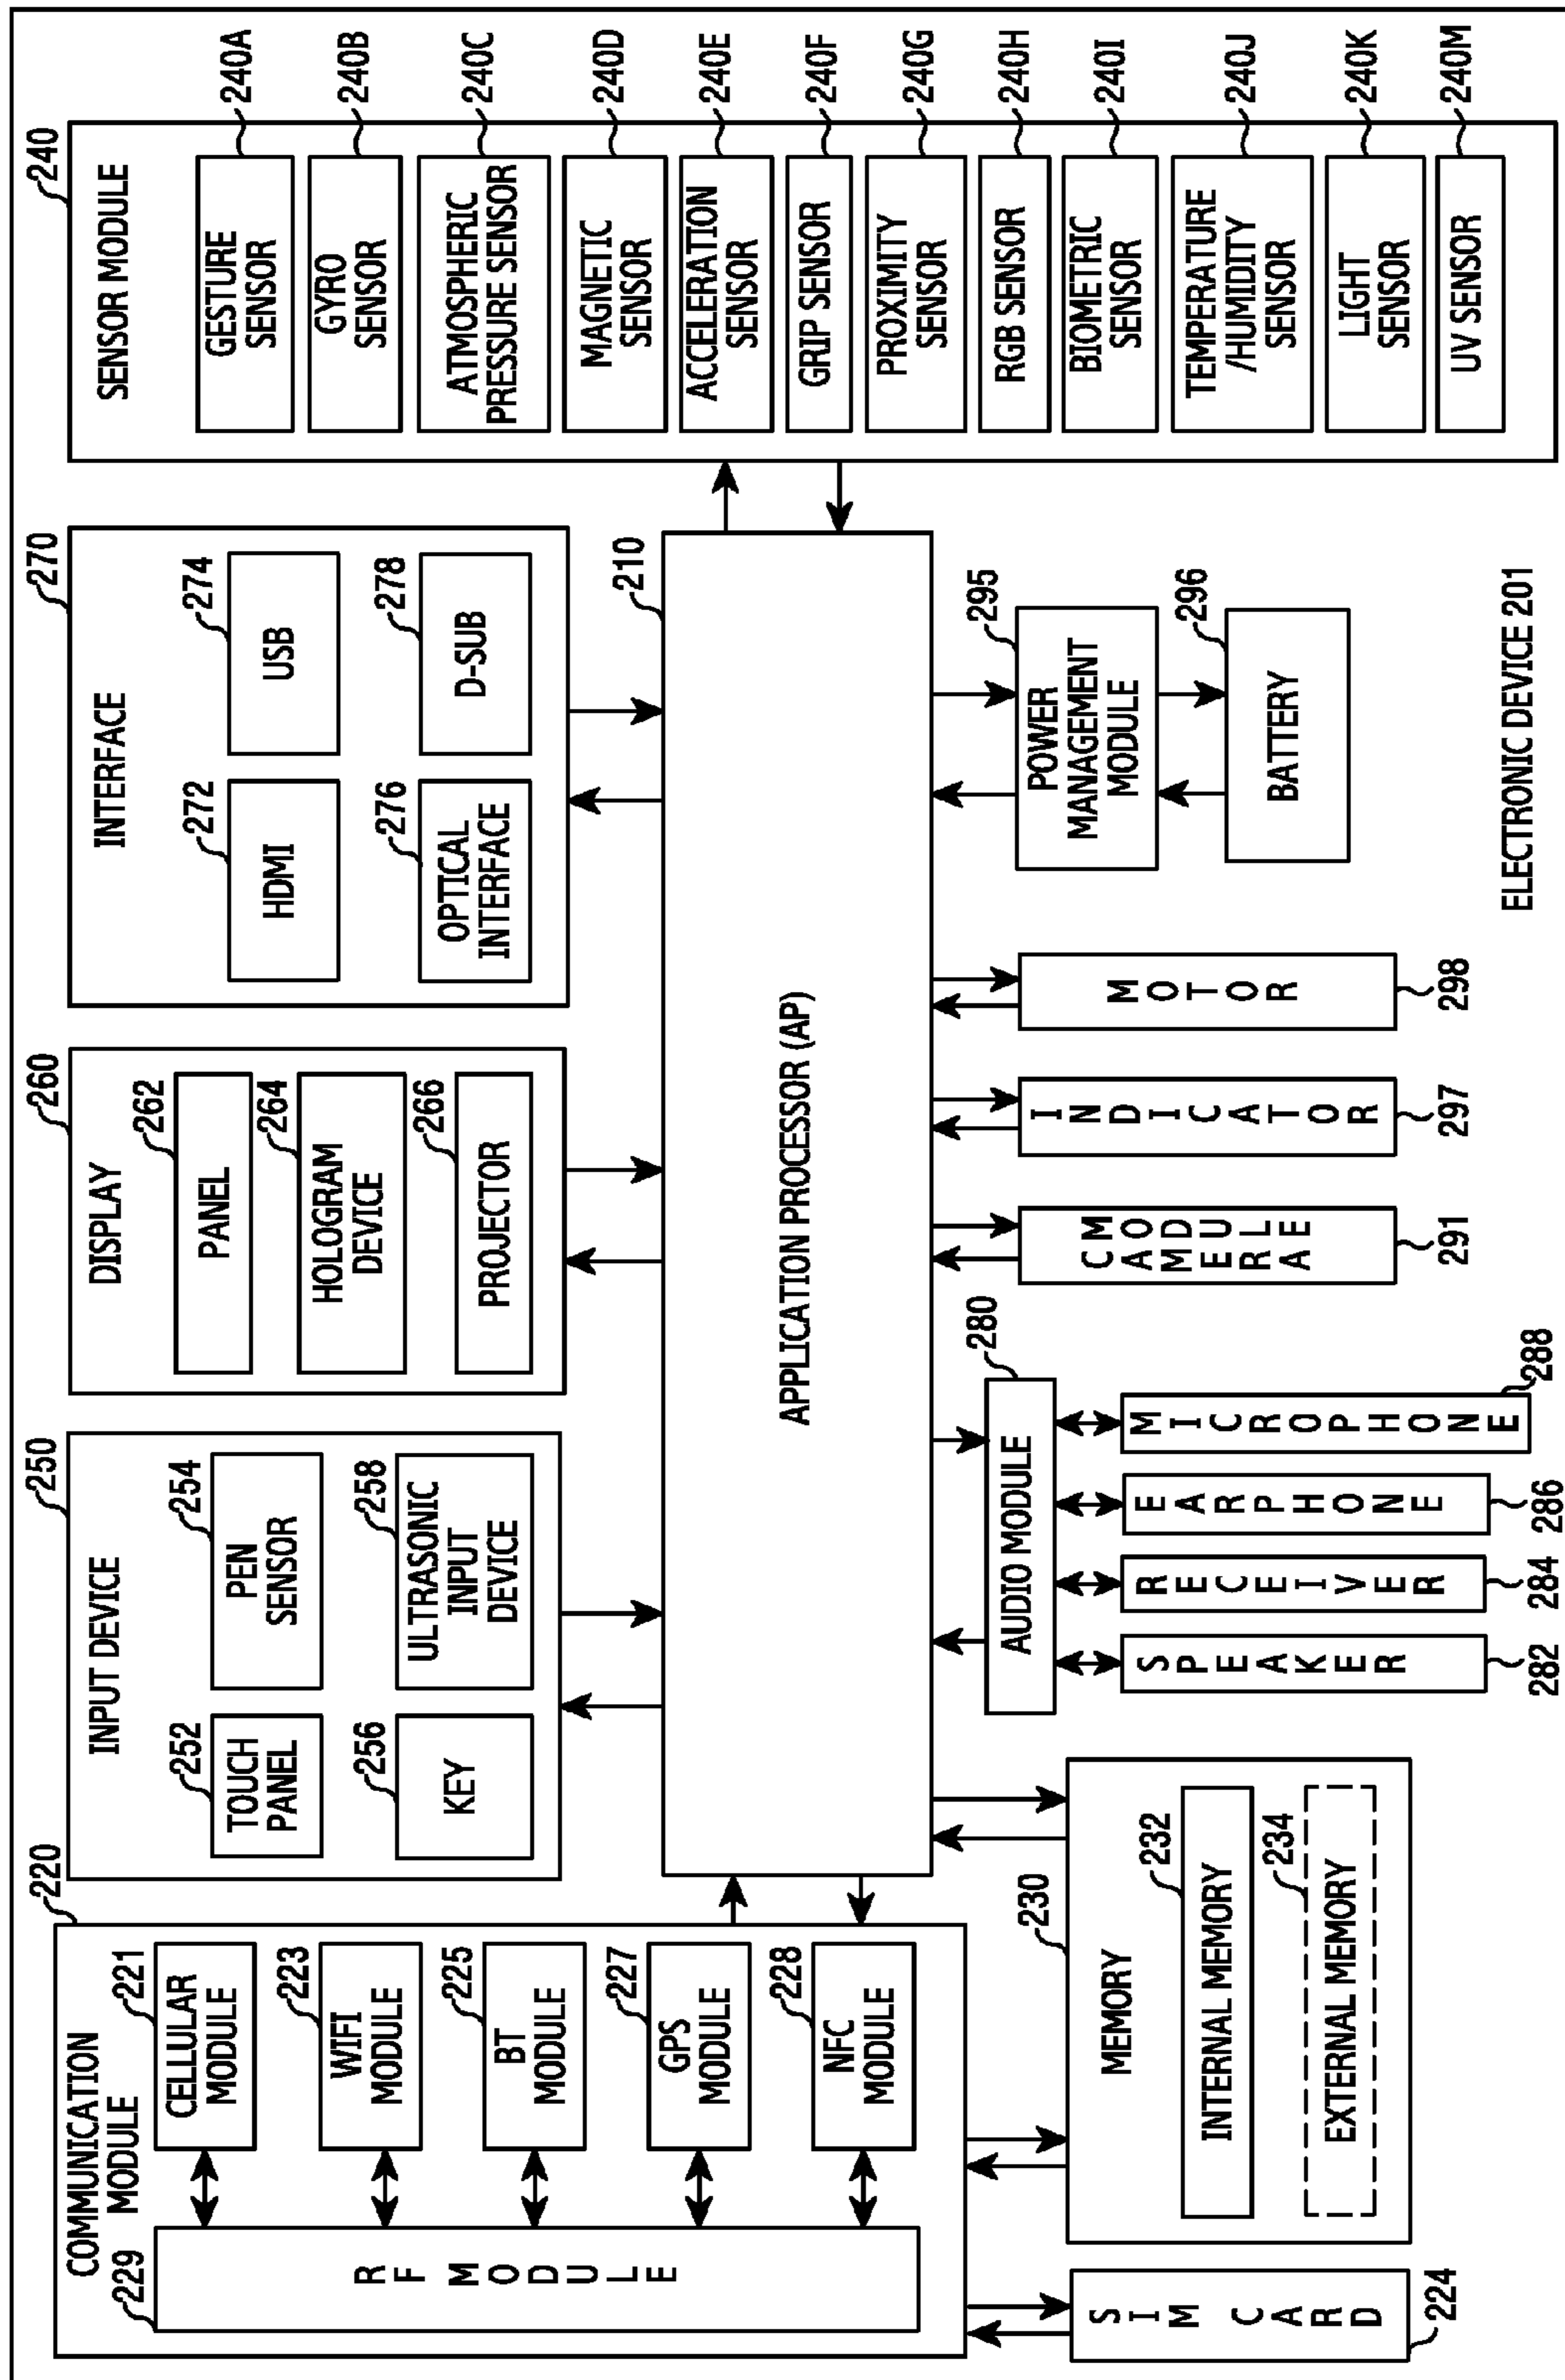 COMMUNICATION
MODULE
220
229
RF MODULE
221
CELLULAR
MODULE
223
WIFI
MODULE
225
BT
MODULE
227
GPS
MODULE
228
NFC
MODULE
SIM CARD
224
INPUT DEVICE
250
252
TOUCH
PANEL
254
PEN
SENSOR
256
KEY
258
ULTRASONIC
INPUT
DEVICE
DISPLAY
260
262
PANEL
264
HOLOGRAM
DEVICE
266
PROJECTOR
INTERFACE
270
272
HDMI
274
USB
276
OPTICAL
INTERFACE
278
D-SUB
SENSOR MODULE
240
GESTURE
SENSOR
240A
GYRO
SENSOR
240B
ATMOSPHERIC
PRESSURE SENSOR
240C
MAGNETIC
SENSOR
240D
ACCELERATION
SENSOR
240E
GRIP SENSOR
240F
PROXIMITY
SENSOR
240G
RGB SENSOR
240H
BIOMETRIC
SENSOR
240I
TEMPERATURE
/HUMIDITY
SENSOR
240J
LIGHT
SENSOR
240K
UV SENSOR
240M
210
APPLICATION PROCESSOR (AP)
230
MEMORY
232
INTERNAL MEMORY
234
EXTERNAL MEMORY
280
AUDIO MODULE
SPEAKER
282
RECEIVER
284
EARPHONE
286
MICROPHONE
288
CAMERA
MODULE
291
INDICATOR
297
MOTOR
298
295
POWER
MANAGEMENT
MODULE
296
BATTERY
ELECTRONIC DEVICE 201